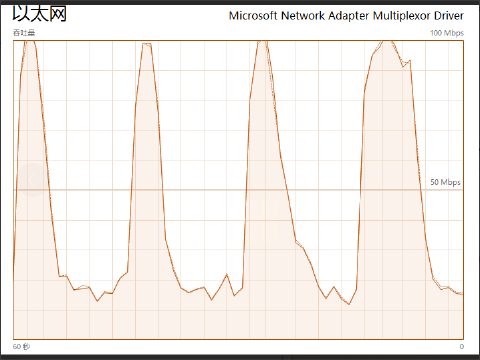 以太网
Microsoft Network Adapter Multiplexor Driver
吞吐量
100 Mbps
50 Mbps
60 秒
0